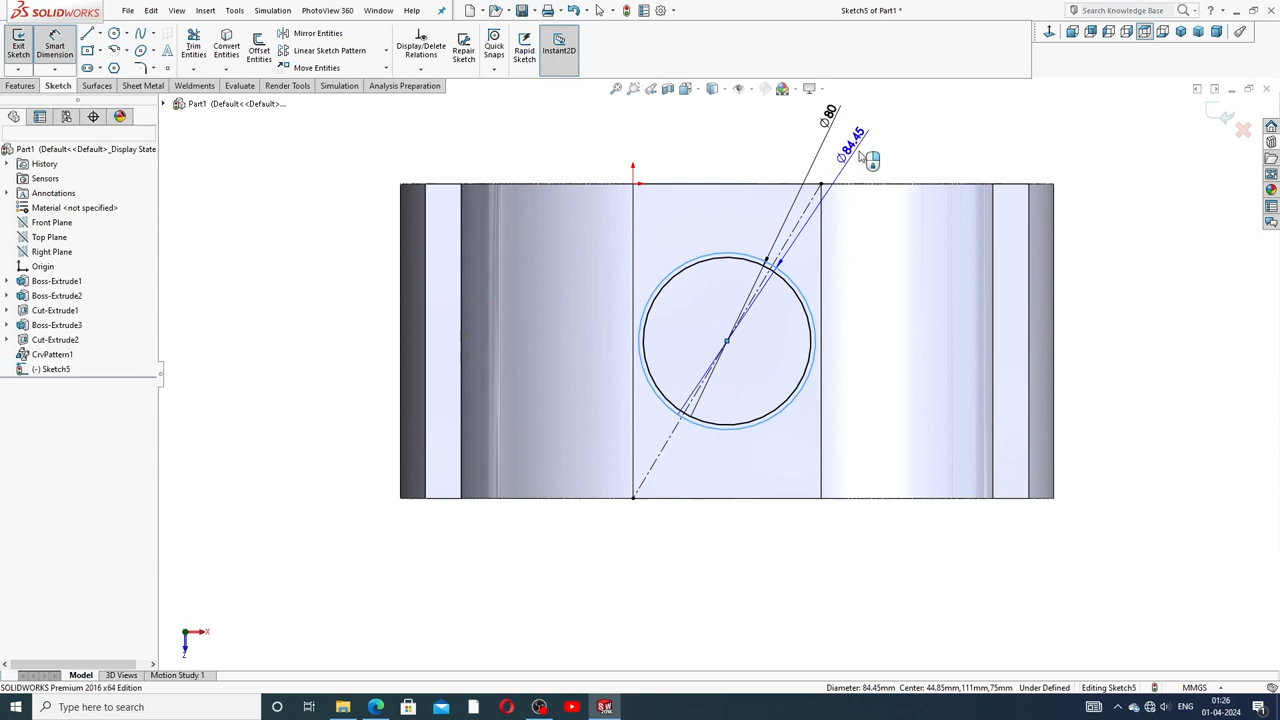 SOLIDWORKS
File Edit View Insert Tools Simulation PhotoView 360 Window Help
Sketch5 of Part1 *
Search Knowledge Base
Exit Sketch
Smart Dimension
Trim Entities
Convert Entities
Offset Entities
Mirror Entities
Linear Sketch Pattern
Move Entities
Display/Delete Relations
Repair Sketch
Quick Snaps
Rapid Sketch
Instant2D
Features Sketch Surfaces Sheet Metal Weldments Evaluate Render Tools Simulation Analysis Preparation
Part1 (Default<<Default>...
Part1 (Default<<Default>_Display State
History
Sensors
Annotations
Material <not specified>
Front Plane
Top Plane
Right Plane
Origin
Boss-Extrude1
Boss-Extrude2
Cut-Extrude1
Boss-Extrude3
Cut-Extrude2
CrvPattern1
(-) Sketch5
Ø80
Ø84.45
X
Z
Model 3D Views Motion Study 1
SOLIDWORKS Premium 2016 x64 Edition
Diameter: 84.45mm Center: 44.85mm,111mm,75mm Under Defined Editing Sketch5 MMGS
Type here to search
ENG
01:26
01-04-2024